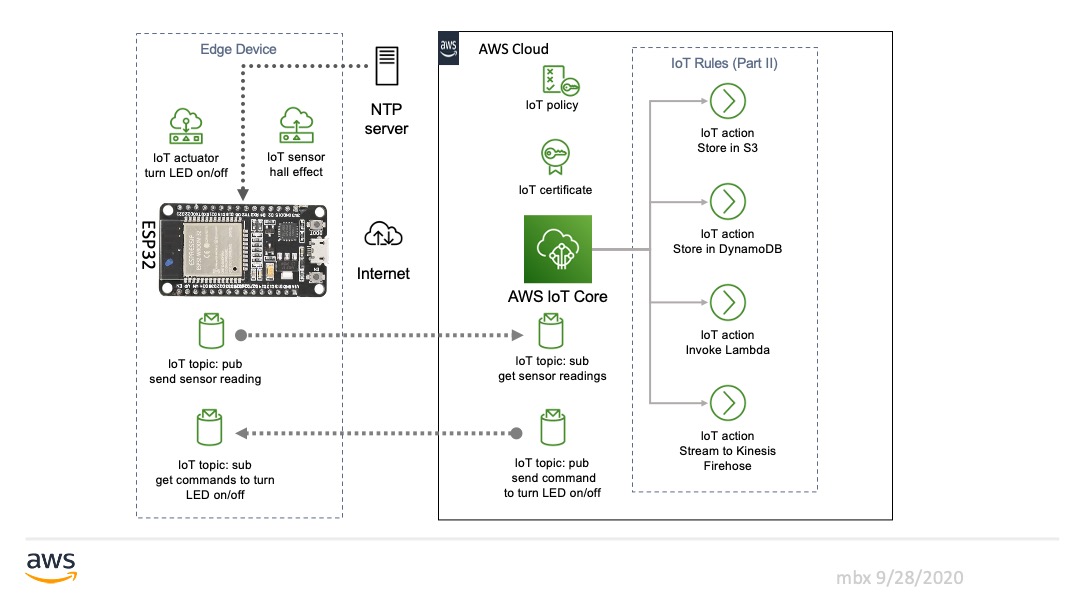 Edge Device
NTP
server
IoT actuator
turn LED on/off
IoT sensor
hall effect
ESP32
Internet
IoT topic: pub
send sensor reading
IoT topic: sub
get commands to turn
LED on/off
aws
AWS Cloud
IoT policy
IoT certificate
AWS IoT Core
IoT topic: sub
get sensor readings
IoT topic: pub
send command
to turn LED on/off
IoT Rules (Part II)
IoT action
Store in S3
IoT action
Store in DynamoDB
IoT action
Invoke Lambda
IoT action
Stream to Kinesis
Firehose
aws
mbx 9/28/2020